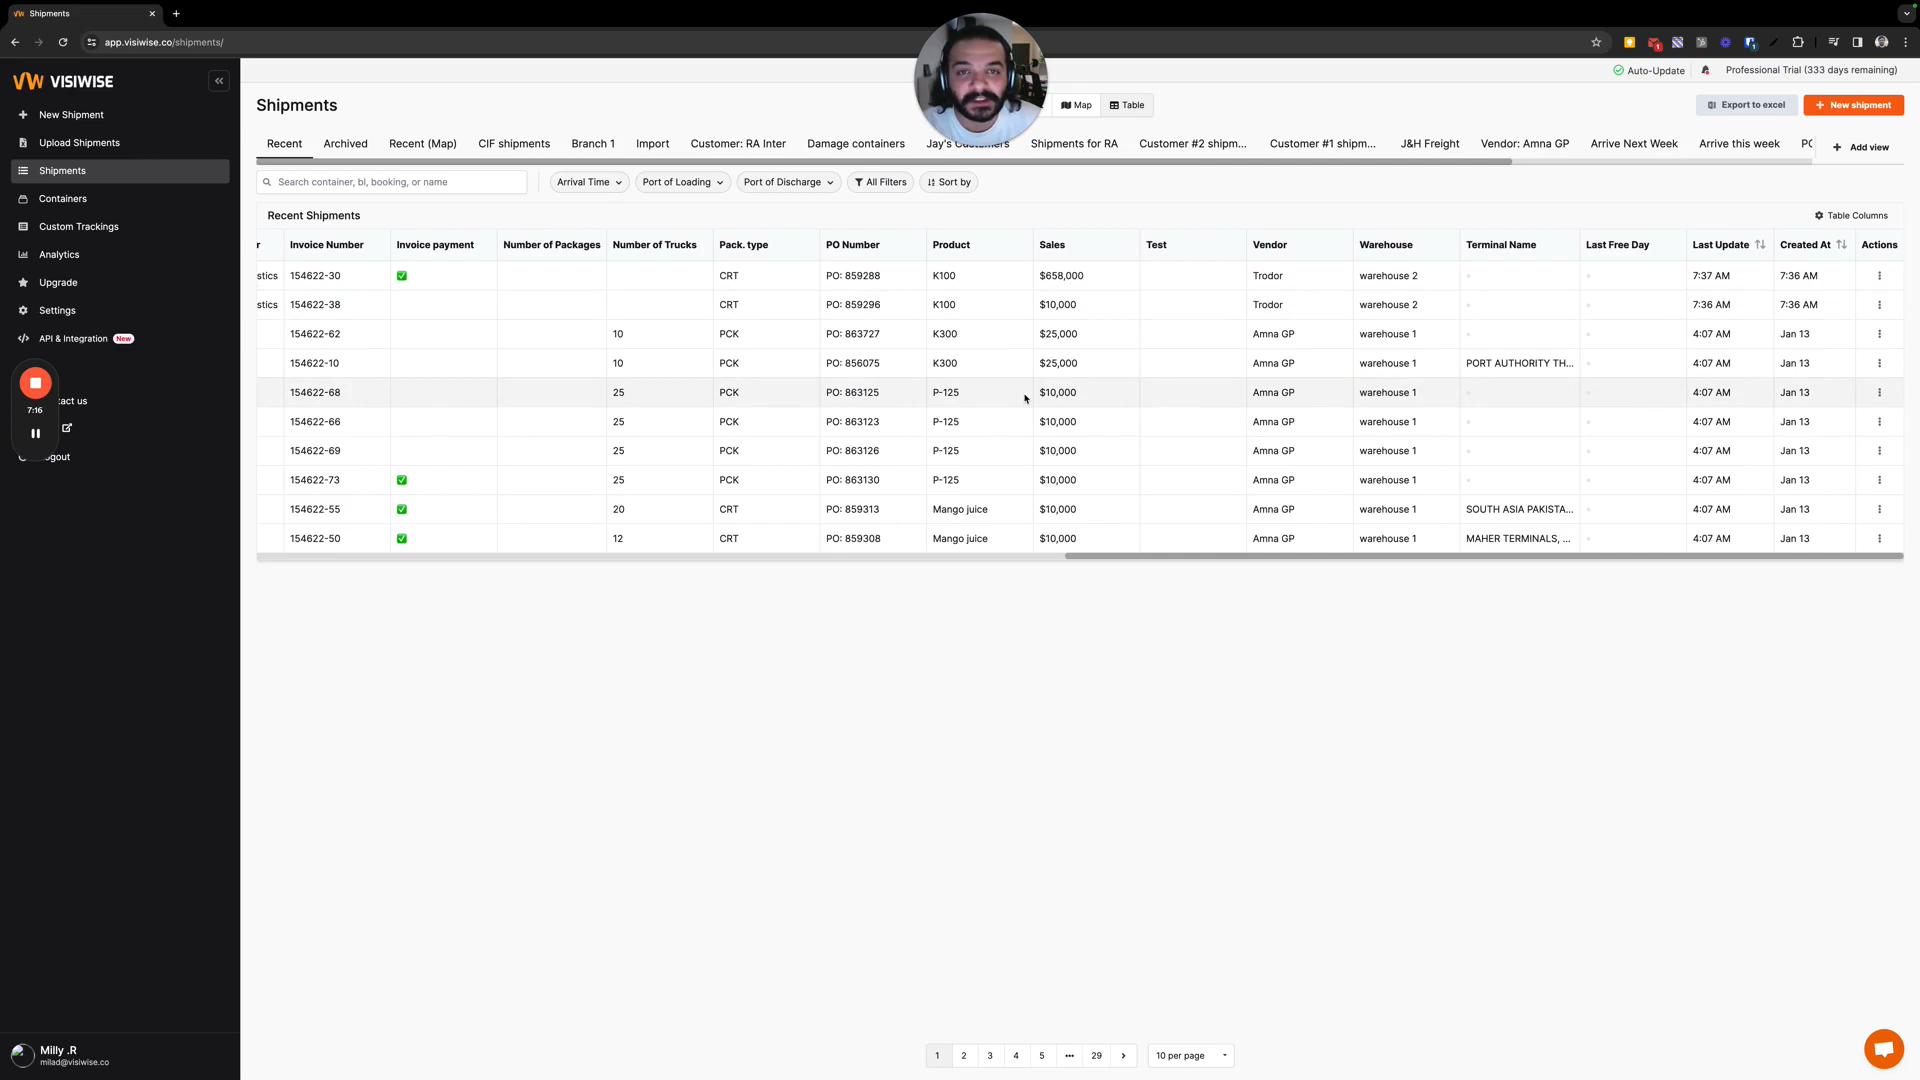 Shipments
app.visiwise.co/shipments/
VISIWISE
Auto-Update
Professional Trial (333 days remaining)
New Shipment
Upload Shipments
Shipments
Containers
Custom Trackings
Analytics
Upgrade
Settings
API & Integration New
7:16
act us
ogout
Milly .R
milad@visiwise.co
Shipments
Map
Table
Export to excel
New shipment
Recent Archived Recent (Map) CIF shipments Branch 1 Import Customer: RA Inter Damage containers Jay's Customers Shipments for RA Customer #2 shipm... Customer #1 shipm... J&H Freight Vendor: Amna GP Arrive Next Week Arrive this week PC Add view
Search container, bl, booking, or name
Arrival Time Port of Loading Port of Discharge All Filters Sort by
Recent Shipments Table Columns
r Invoice Number Invoice payment Number of Packages Number of Trucks Pack. type PO Number Product Sales Test Vendor Warehouse Terminal Name Last Free Day Last Update Created At Actions
stics 154622-30 CRT PO: 859288 K100 $658,000 Trodor warehouse 2 7:37 AM 7:36 AM
stics 154622-38 CRT PO: 859296 K100 $10,000 Trodor warehouse 2 7:36 AM 7:36 AM
154622-62 10 PCK PO: 863727 K300 $25,000 Amna GP warehouse 1 4:07 AM Jan 13
154622-10 10 PCK PO: 856075 K300 $25,000 Amna GP warehouse 1 PORT AUTHORITY TH... 4:07 AM Jan 13
154622-68 25 PCK PO: 863125 P-125 $10,000 Amna GP warehouse 1 4:07 AM Jan 13
154622-66 25 PCK PO: 863123 P-125 $10,000 Amna GP warehouse 1 4:07 AM Jan 13
154622-69 25 PCK PO: 863126 P-125 $10,000 Amna GP warehouse 1 4:07 AM Jan 13
154622-73 25 PCK PO: 863130 P-125 $10,000 Amna GP warehouse 1 4:07 AM Jan 13
154622-55 20 CRT PO: 859313 Mango juice $10,000 Amna GP warehouse 1 SOUTH ASIA PAKISTA... 4:07 AM Jan 13
154622-50 12 CRT PO: 859308 Mango juice $10,000 Amna GP warehouse 1 MAHER TERMINALS, ... 4:07 AM Jan 13
1 2 3 4 5 ••• 29
10 per page